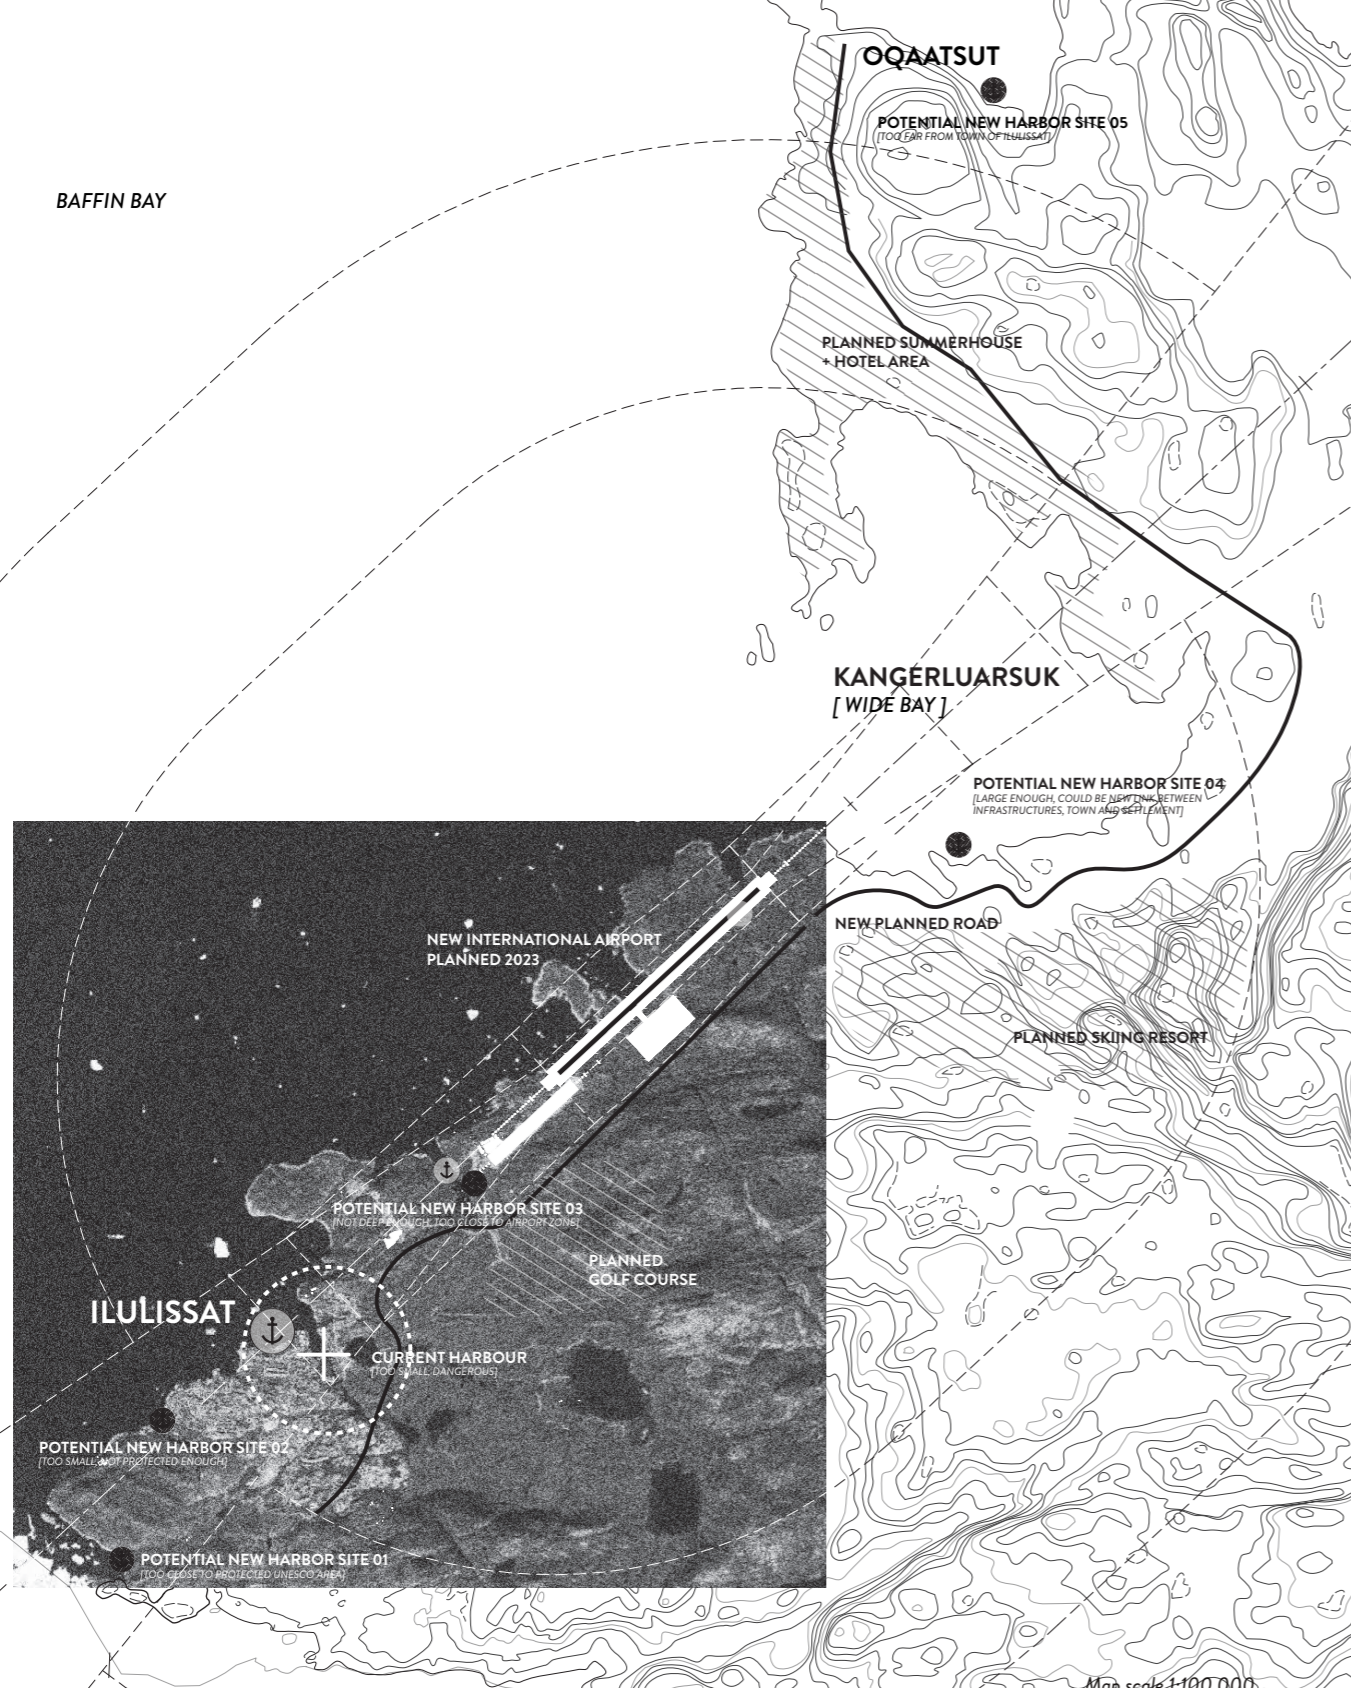 OQAATSUT
POTENTIAL NEW HARBOR SITE 05
[TOO FAR FROM TOWN OF ILULISSAT]
BAFFIN BAY
PLANNED SUMMERHOUSE
+ HOTEL AREA
KANGERLUARSUK
[ WIDE BAY ]
POTENTIAL NEW HARBOR SITE 04
[LARGE ENOUGH, COULD BE NEW LINK BETWEEN
INFRASTRUCTURES, TOWN AND SETTLEMENT]
NEW PLANNED ROAD
NEW INTERNATIONAL AIRPORT
PLANNED 2023
PLANNED SKIING RESORT
POTENTIAL NEW HARBOR SITE 03
[NOT DEEP ENOUGH, TOO CLOSE TO AIRPORT ZONE]
PLANNED
GOLF COURSE
ILULISSAT
CURRENT HARBOUR
[TOO SMALL, DANGEROUS]
POTENTIAL NEW HARBOR SITE 02
[TOO SMALL, NOT PROTECTED ENOUGH]
POTENTIAL NEW HARBOR SITE 01
[TOO CLOSE TO PROTECTED UNESCO AREA]
Map scale 1:100 000